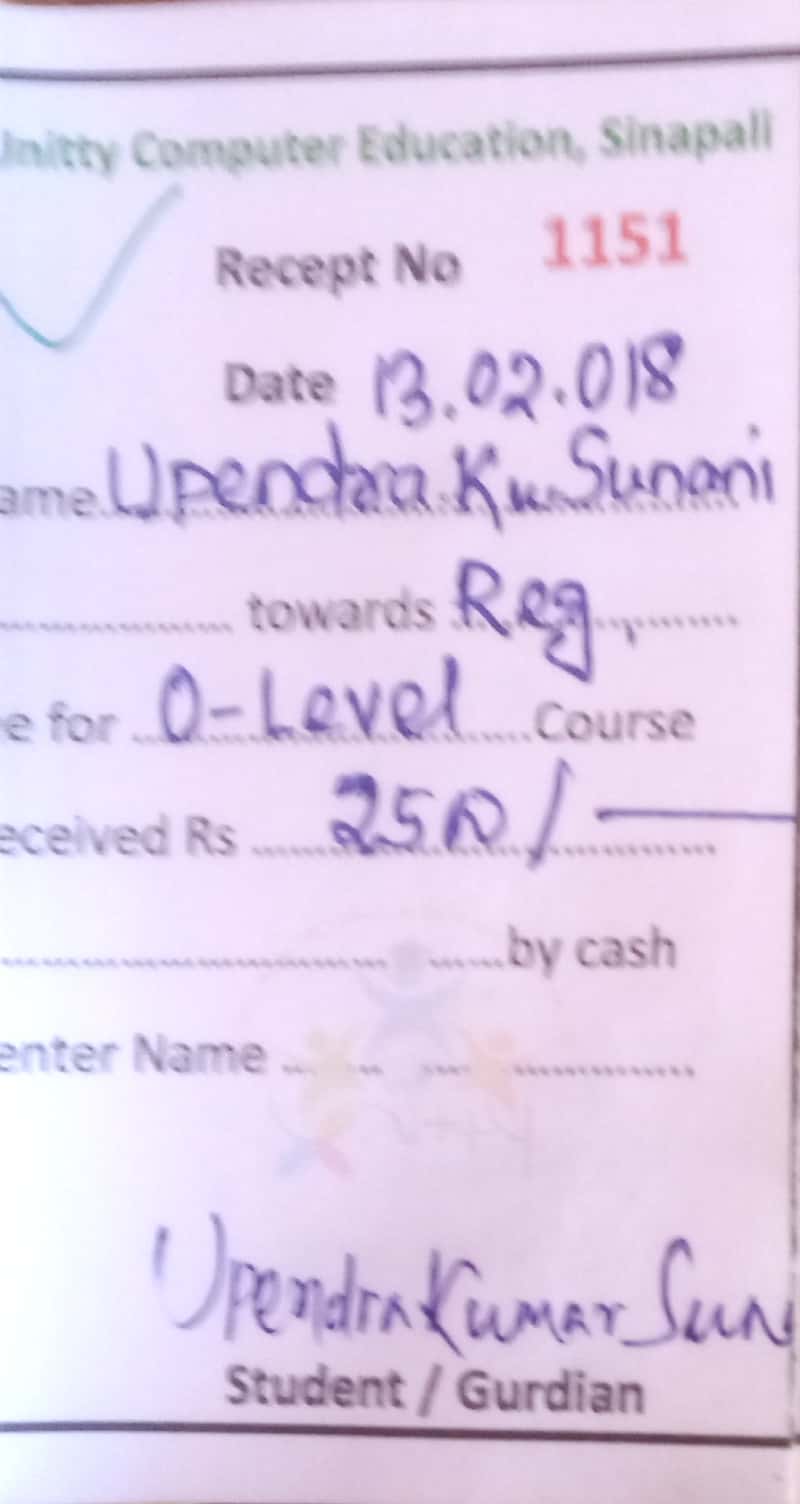 Unitty Computer Education, Sinapali
Recept No 1151
Date 13.02.018
ame Upendra Ku Sunani
towards Reg,
e for O-Level Course
eceived Rs 2500/-
by cash
enter Name
Upendra Kumar Sun
Student / Gurdian